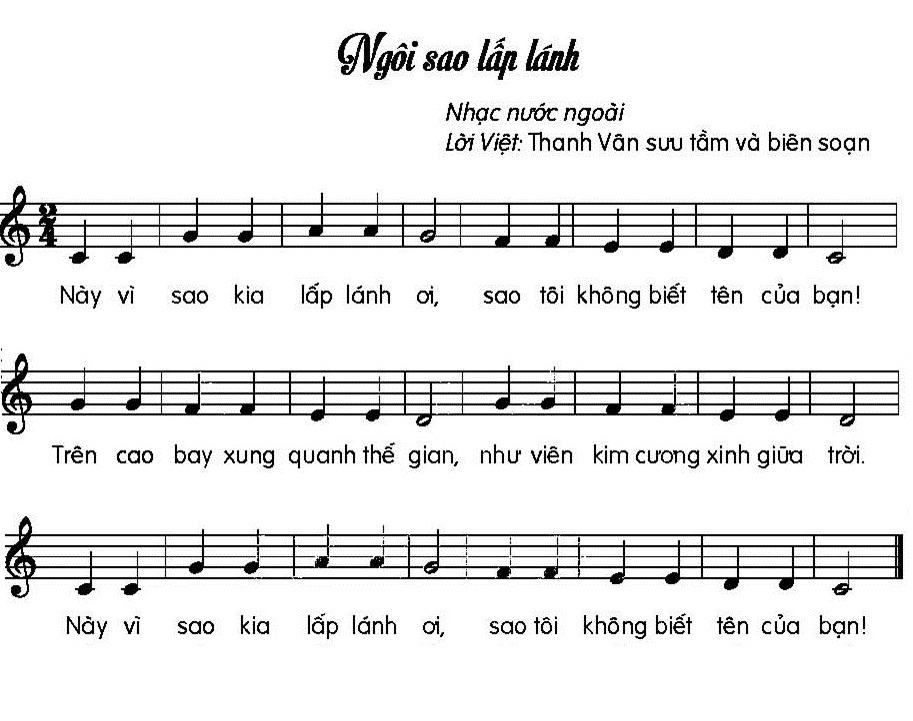 Ngôi sao lấp lánh
Nhạc nước ngoài
Lời Việt: Thanh Vân sưu tầm và biên soạn
2
4
Này vì sao kia lấp lánh ơi, sao tôi không biết tên của bạn!
Trên cao bay xung quanh thế gian, như viên kim cương xinh giữa trời.
Này vì sao kia lấp lánh ơi, sao tôi không biết tên của bạn!